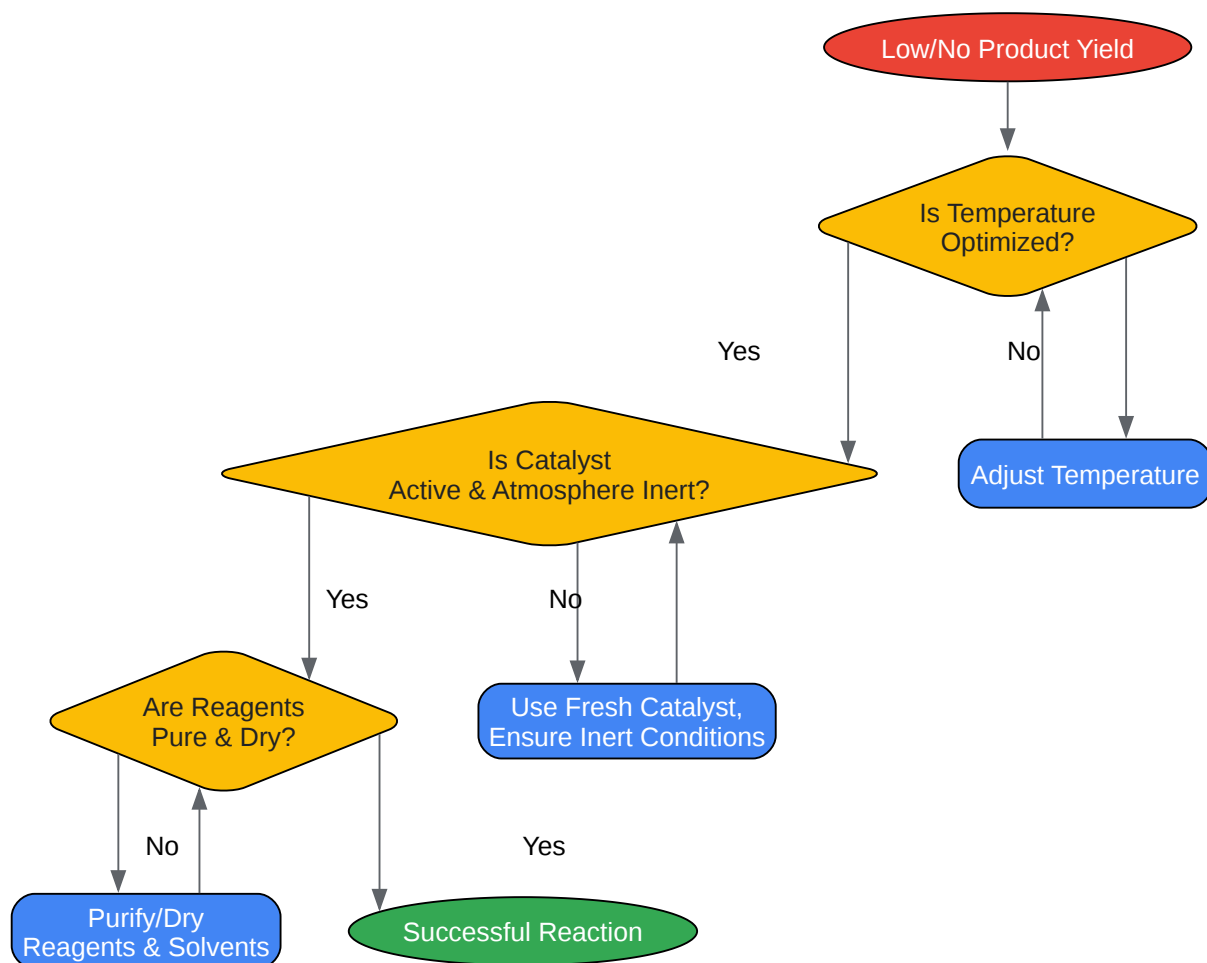 Low/No Product Yield
Is Temperature
Optimized?
Yes
No
Is Catalyst
Active & Atmosphere Inert?
Adjust Temperature
Yes
No
Are Reagents
Pure & Dry?
Use Fresh Catalyst,
Ensure Inert Conditions
No
Yes
Purify/Dry
Reagents & Solvents
Successful Reaction